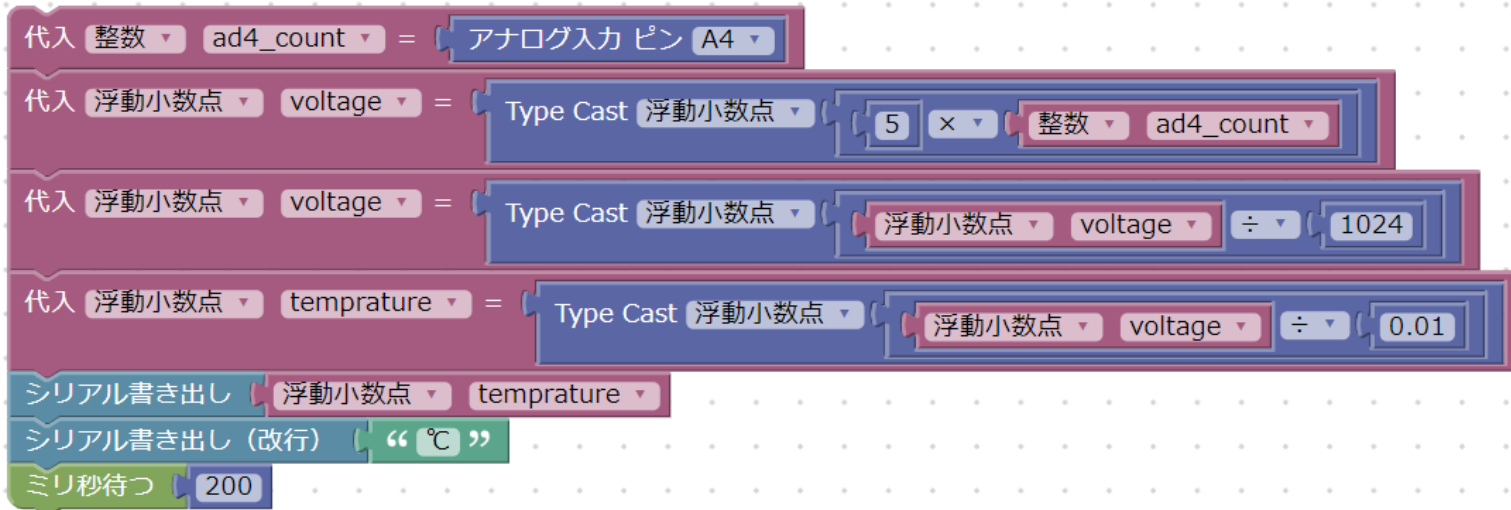 代入 整数 ad4_count = アナログ入力 ピン A4
代入 浮動小数点 voltage = Type Cast 浮動小数点 5 × 整数 ad4_count
代入 浮動小数点 voltage = Type Cast 浮動小数点 浮動小数点 voltage ÷ 1024
代入 浮動小数点 temprature = Type Cast 浮動小数点 浮動小数点 voltage ÷ 0.01
シリアル書き出し 浮動小数点 temprature
シリアル書き出し（改行） “ ℃ ”
ミリ秒待つ 200